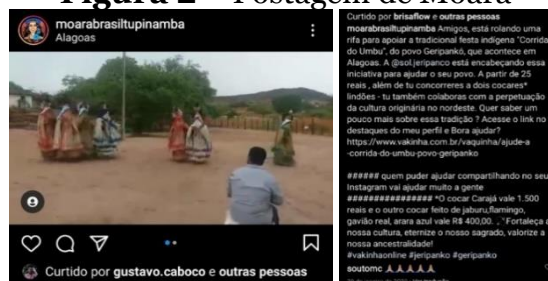 Figura 2 – Postagem de Moara
moarabrasiltupinamba
Alagoas
Curtido por gustavo.caboco e outras pessoas
Curtido por brisaflow e outras pessoas
moarabrasiltupinamba Amigos, está rolando uma
rifa para apoiar a tradicional festa indígena "Corrida
do Umbu", do povo Geripankó, que acontece em
Alagoas. A @sol.jeripanco está encabeçando essa
iniciativa para ajudar o seu povo. A partir de 25
reais , além de tu concorreres a dois cocares*
lindões - tu também colaboras com a perpetuação
da cultura originária no nordeste. Quer saber um
pouco mais sobre essa tradição ? Acesse o link no
destaques do meu perfil e Bora ajudar?
https://www.vakinha.com.br/vaquinha/ajude-a
-corrida-do-umbu-povo-geripanko
###### quem puder ajudar compartilhando no seu
Instagram vai ajudar muito a gente
################ *O cocar Carajá vale 1.500
reais e o outro cocar feito de jaburu,flamingo,
gavião real, arara azul vale R$ 400,00. , "Fortaleça a
nossa cultura, eternize o nosso sagrado, valorize a
nossa ancestralidade!
#vakinhaonline #jeripanko #geripanko
soutomc 🙏🙏🙏🙏🙏